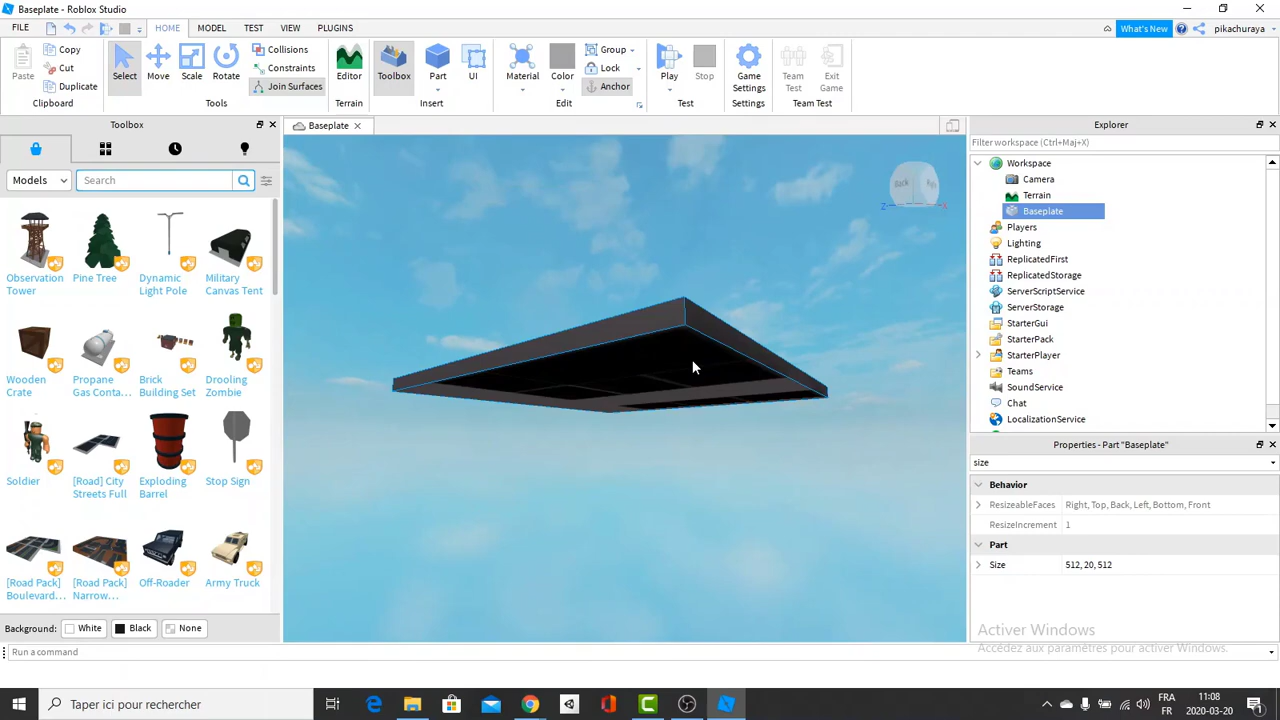 Baseplate - Roblox Studio
FILE HOME MODEL TEST VIEW PLUGINS What's New pikachuraya
Paste Copy Cut Duplicate Clipboard
Select Move Scale Rotate Collisions Constraints Join Surfaces Tools
Editor Terrain
Toolbox Part UI Insert
Material Color Group Lock Anchor Edit
Play Stop Test
Game Settings Settings
Team Test Exit Game Team Test
Toolbox
Models Search
Observation Tower
Pine Tree
Dynamic Light Pole
Military Canvas Tent
Wooden Crate
Propane Gas Conta...
Brick Building Set
Drooling Zombie
Soldier
[Road] City Streets Full
Exploding Barrel
Stop Sign
[Road Pack] Boulevard...
[Road Pack] Narrow...
Off-Roader
Army Truck
Background: White Black None
Run a command
Baseplate
Back
Z X
Explorer
Filter workspace (Ctrl+Maj+X)
Workspace
Camera
Terrain
Baseplate
Players
Lighting
ReplicatedFirst
ReplicatedStorage
ServerScriptService
ServerStorage
StarterGui
StarterPack
StarterPlayer
Teams
SoundService
Chat
LocalizationService
Properties - Part "Baseplate"
size
Behavior
ResizeableFaces Right, Top, Back, Left, Bottom, Front
ResizeIncrement 1
Part
Size 512, 20, 512
Activer Windows
Accédez aux paramètres pour activer Windows.
Taper ici pour rechercher
FRA 11:08
FR 2020-03-20